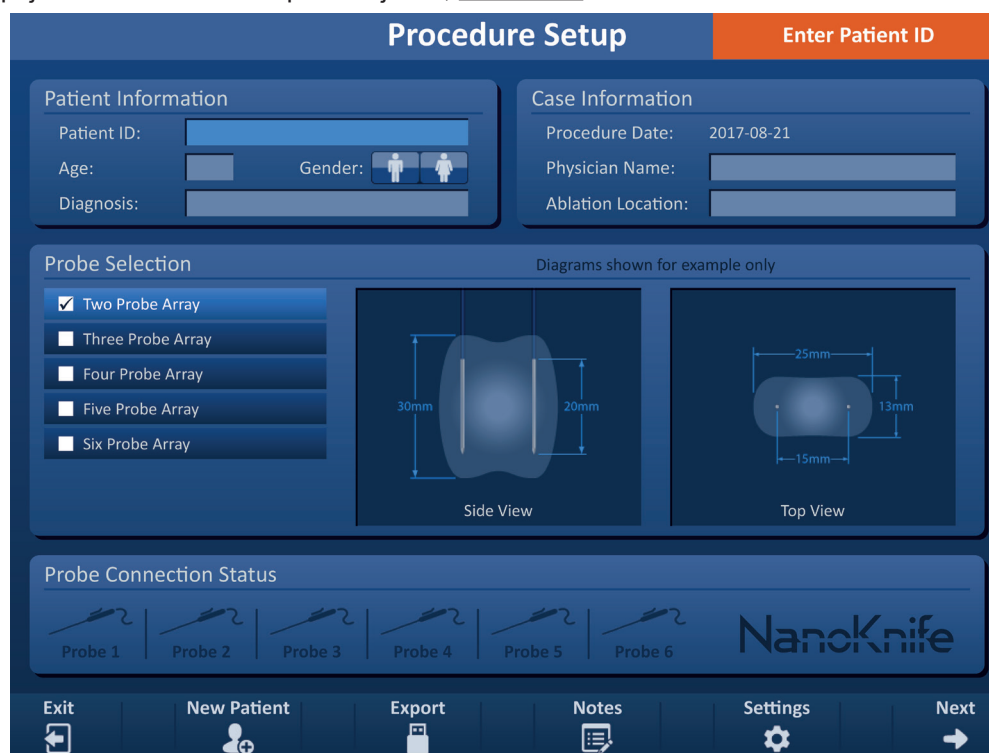 Procedure Setup
Enter Patient ID
Patient Information
Patient ID:
Age:
Gender:
Diagnosis:
Case Information
Procedure Date: 2017-08-21
Physician Name:
Ablation Location:
Probe Selection
Diagrams shown for example only
Two Probe Array
Three Probe Array
Four Probe Array
Five Probe Array
Six Probe Array
30mm
20mm
Side View
25mm
13mm
15mm
Top View
Probe Connection Status
Probe 1
Probe 2
Probe 3
Probe 4
Probe 5
Probe 6
NanoKnife
Exit
New Patient
Export
Notes
Settings
Next